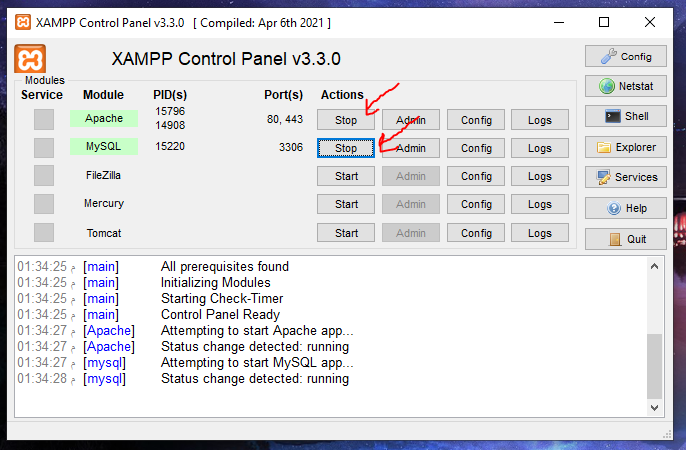 XAMPP Control Panel v3.3.0 [ Compiled: Apr 6th 2021 ]
XAMPP Control Panel v3.3.0
Config
Modules
Service Module PID(s) Port(s) Actions
Netstat
Apache 15796 14908 80, 443 Stop Admin Config Logs
Shell
MySQL 15220 3306 Stop Admin Config Logs
Explorer
FileZilla Start Admin Config Logs
Services
Mercury Start Admin Config Logs
Help
Tomcat Start Admin Config Logs
Quit
01:34:25 م [main] All prerequisites found
01:34:25 م [main] Initializing Modules
01:34:25 م [main] Starting Check-Timer
01:34:25 م [main] Control Panel Ready
01:34:27 م [Apache] Attempting to start Apache app...
01:34:27 م [Apache] Status change detected: running
01:34:27 م [mysql] Attempting to start MySQL app...
01:34:28 م [mysql] Status change detected: running